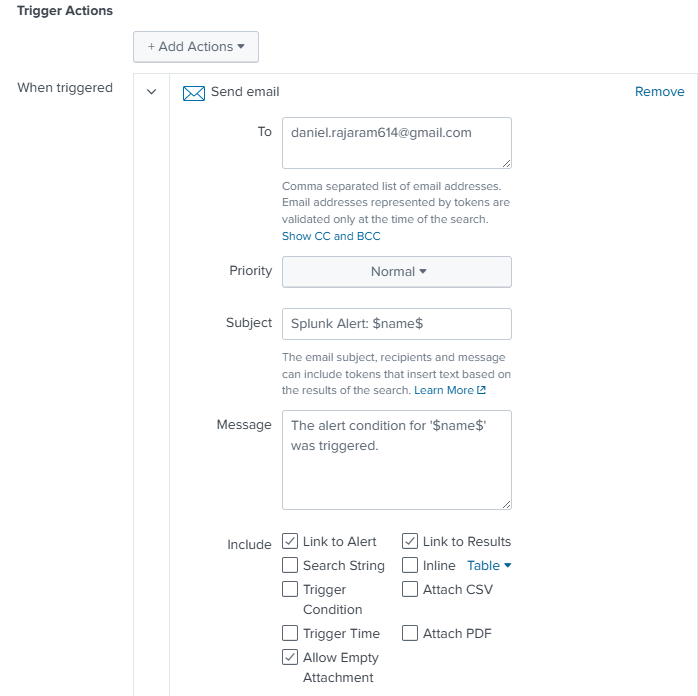 Trigger Actions
+ Add Actions
When triggered
Send email
Remove
To
daniel.rajaram614@gmail.com
Comma separated list of email addresses.
Email addresses represented by tokens are
validated only at the time of the search.
Show CC and BCC
Priority
Normal
Subject
Splunk Alert: $name$
The email subject, recipients and message
can include tokens that insert text based on
the results of the search. Learn More
Message
The alert condition for '$name$'
was triggered.
Include
Link to Alert
Link to Results
Search String
Inline Table
Trigger
Condition
Attach CSV
Trigger Time
Attach PDF
Allow Empty
Attachment